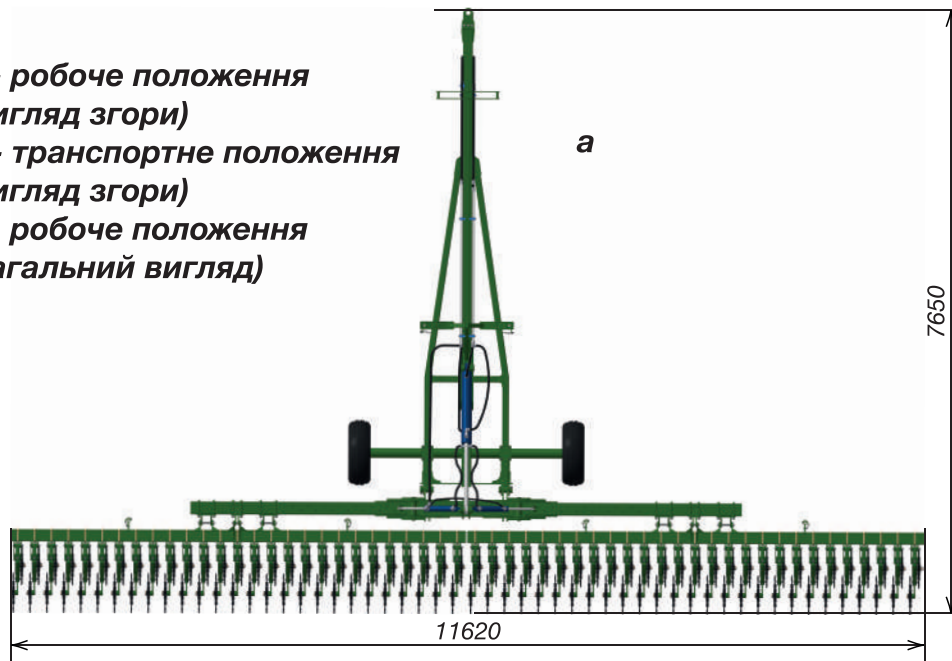 - робоче положення
игляд згори)
- транспортне положення
игляд згори)
робоче положення
агальний вигляд)
а
7650
11620